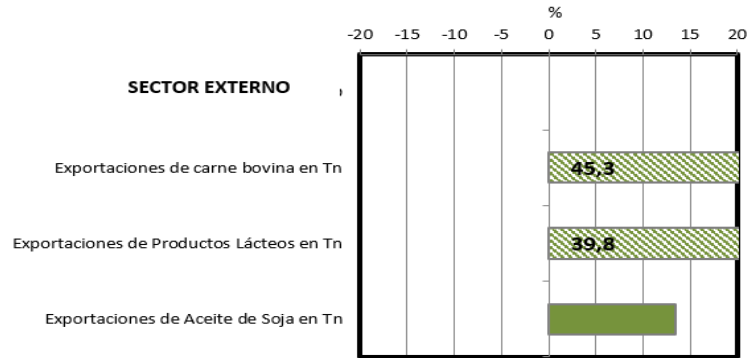 %
-20 -15 -10 -5 0 5 10 15 20
SECTOR EXTERNO
Exportaciones de carne bovina en Tn
45,3
Exportaciones de Productos Lácteos en Tn
39,8
Exportaciones de Aceite de Soja en Tn